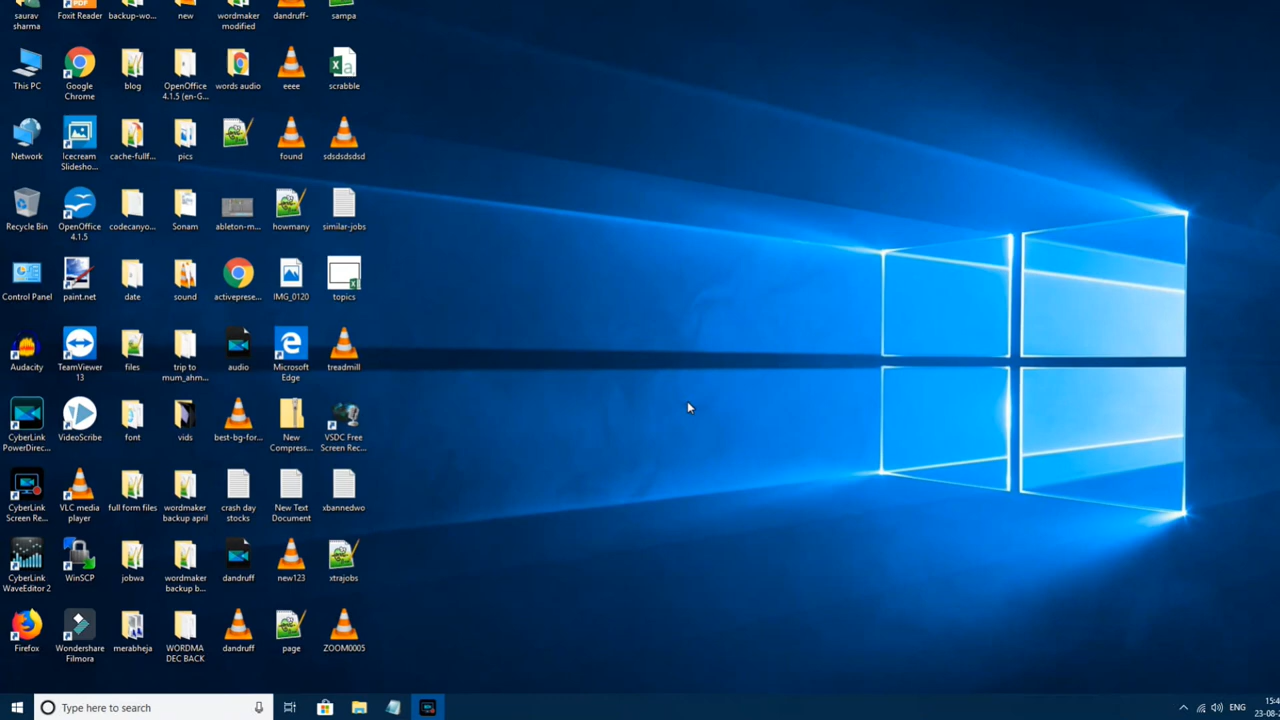 saurav
sharma
Foxit Reader
backup-wo...
new
wordmaker
modified
dandruff-
sampa
This PC
Google
Chrome
blog
OpenOffice
4.1.5 (en-G...
words audio
eeee
scrabble
Network
Icecream
Slidesho...
cache-fullf...
pics
found
sdsdsdsdsd
Recycle Bin
OpenOffice
4.1.5
codecanyo...
Sonam
ableton-m...
howmany
similar-jobs
Control Panel
paint.net
date
sound
activeprese...
IMG_0120
topics
Audacity
TeamViewer
13
files
trip to
mum_ahm...
audio
Microsoft
Edge
treadmill
CyberLink
PowerDirec...
VideoScribe
font
vids
best-bg-for...
New
Compress...
VSDC Free
Screen Rec...
CyberLink
Screen Re...
VLC media
player
full form files
wordmaker
backup april
crash day
stocks
New Text
Document
xbannedwo
CyberLink
WaveEditor 2
WinSCP
jobwa
wordmaker
backup b...
dandruff
new123
xtrajobs
Firefox
Wondershare
Filmora
merabheja
WORDMA
DEC BACK
dandruff
page
ZOOM0005
Type here to search
ENG
15:4
23-08-